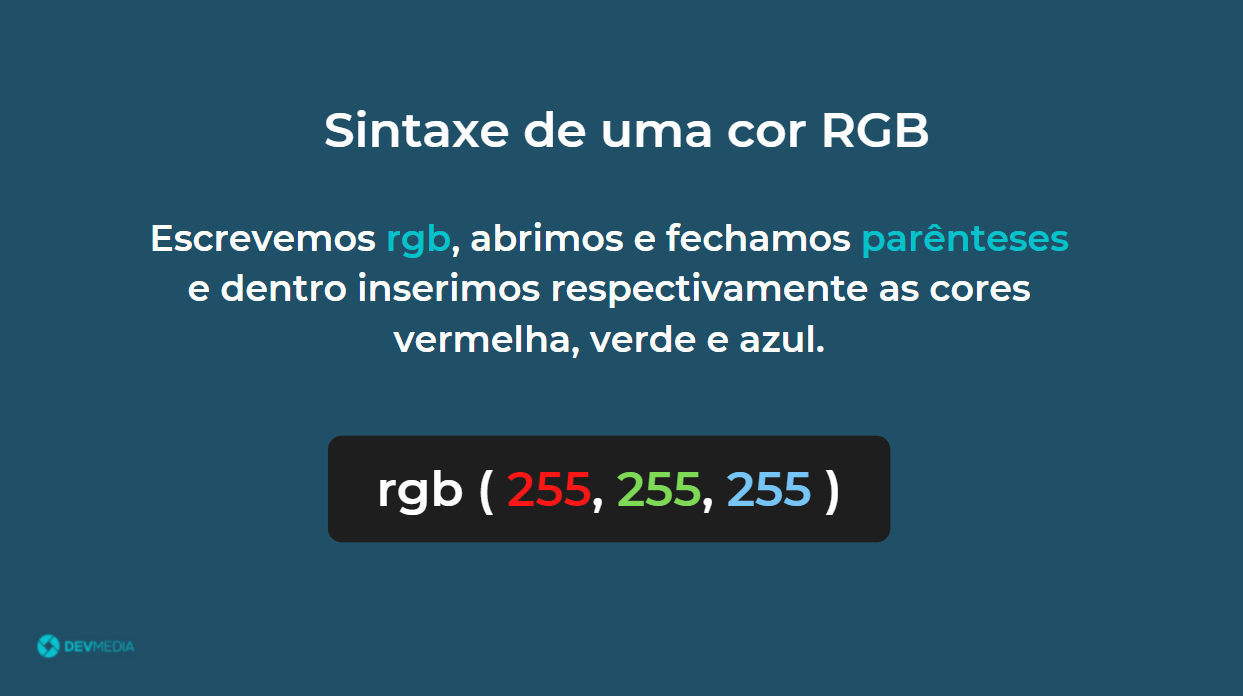 Sintaxe de uma cor RGB
Escrevemos rgb, abrimos e fechamos parênteses
e dentro inserimos respectivamente as cores
vermelha, verde e azul.
rgb ( 255, 255, 255 )
DEVMEDIA